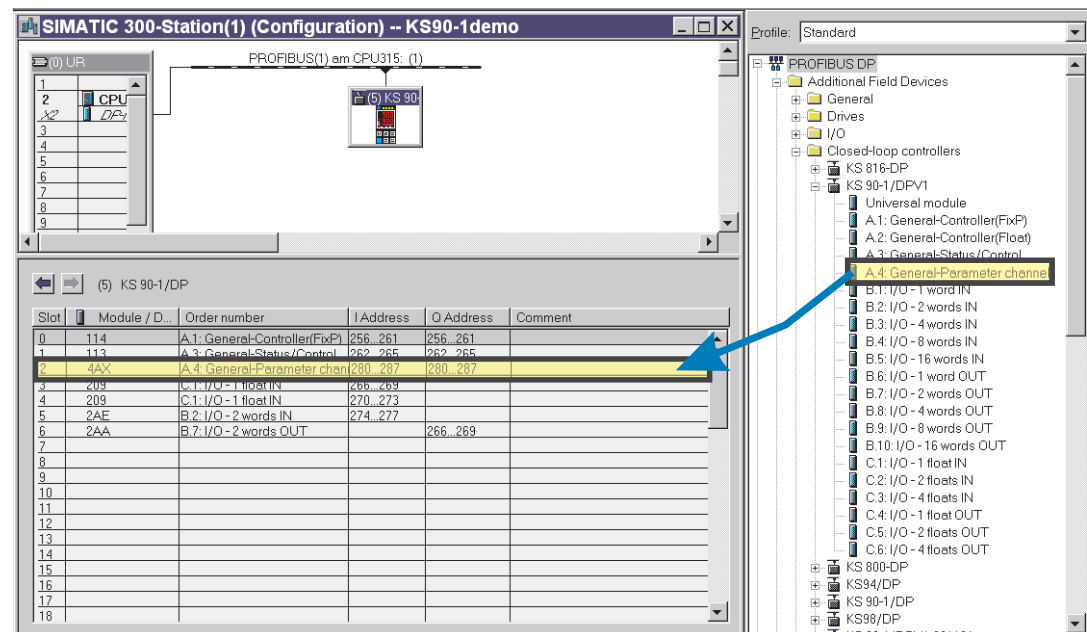 SIMATIC 300-Station(1) (Configuration) -- KS90-1demo
(0) UR
1
2 CPU
X2
3
4
5
6
7
8
9
PROFIBUS(1) am CPU315: (1)
(5) KS 90-
(5) KS 90-1/DP
Slot Module / D... Order number I Address Q Address Comment
0 114 A.1: General-Controller(FixP) 256...261 256...261
1 113 A.3: General-Status/Control 262...265 262...265
2 4AX A.4: General-Parameter chan 280...287 280...287
3 209 C.1: I/O - 1 float IN 266...269
4 209 C.1: I/O - 1 float IN 270...273
5 2AE B.2: I/O - 2 words IN 274...277
6 2AA B.7: I/O - 2 words OUT 266...269
7
8
9
10
11
12
13
14
15
16
17
18
Profile: Standard
PROFIBUS DP
Additional Field Devices
General
Drives
I/O
Closed-loop controllers
KS 816-DP
KS 90-1/DPV1
Universal module
A.1: General-Controller(FixP)
A.2: General-Controller(Float)
A.3: General-Status/Control
A.4: General-Parameter channel
B.1: I/O - 1 word IN
B.2: I/O - 2 words IN
B.3: I/O - 4 words IN
B.4: I/O - 8 words IN
B.5: I/O - 16 words IN
B.6: I/O - 1 word OUT
B.7: I/O - 2 words OUT
B.8: I/O - 4 words OUT
B.9: I/O - 8 words OUT
B.10: I/O - 16 words OUT
C.1: I/O - 1 float IN
C.2: I/O - 2 floats IN
C.3: I/O - 4 floats IN
C.4: I/O - 1 float OUT
C.5: I/O - 2 floats OUT
C.6: I/O - 4 floats OUT
KS 800-DP
KS94/DP
KS 90-1/DP
KS98/DP